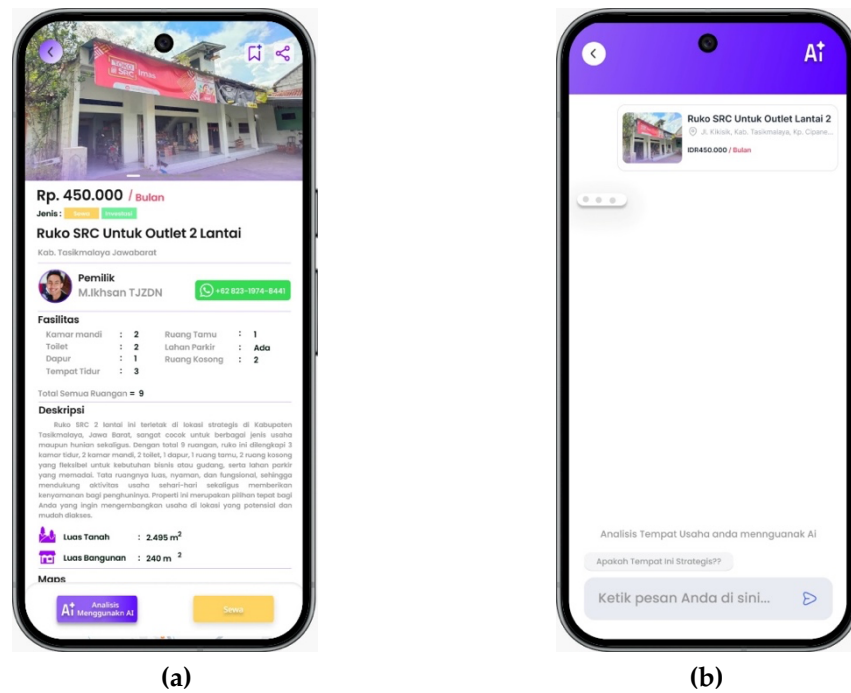 SRC Imas
Rp. 450.000 / Bulan
Jenis : Sewa Investasi
Ruko SRC Untuk Outlet 2 Lantai
Kab. Tasikmalaya Jawabarat
Pemilik
M.Ikhsan TJZDN
+62 823-1974-8441
Fasilitas
Kamar mandi : 2 Ruang Tamu : 1
Toilet : 2 Lahan Parkir : Ada
Dapur : 1 Ruang Kosong : 2
Tempat Tidur : 3
Total Semua Ruangan = 9
Deskripsi
Ruko SRC 2 lantai ini terletak di lokasi strategis di Kabupaten
Tasikmalaya, Jawa Barat, sangat cocok untuk berbagai jenis usaha
maupun hunian sekaligus. Dengan total 9 ruangan, ruko ini dilengkapi 3
kamar tidur, 2 kamar mandi, 2 toilet, 1 dapur, 1 ruang tamu, 2 ruang kosong
yang fleksibel untuk kebutuhan bisnis atau gudang, serta lahan parkir
yang memadai. Tata ruangnya luas, nyaman, dan fungsional, sehingga
mendukung aktivitas usaha sehari-hari sekaligus memberikan
kenyamanan bagi penghuninya. Properti ini merupakan pilihan tepat bagi
Anda yang ingin mengembangkan usaha di lokasi yang potensial dan
mudah diakses.
Luas Tanah : 2.495 m²
Luas Bangunan : 240 m ²
Maps
Ai Analisis
Menggunakn AI
Sewa
(a)
Ai
Ruko SRC Untuk Outlet Lantai 2
Jl. Kikisik, Kab. Tasikmalaya, Kp. Cipane...
IDR450.000 / Bulan
Analisis Tempat Usaha anda mennguanak Ai
Apakah Tempat Ini Strategis??
Ketik pesan Anda di sini...
(b)